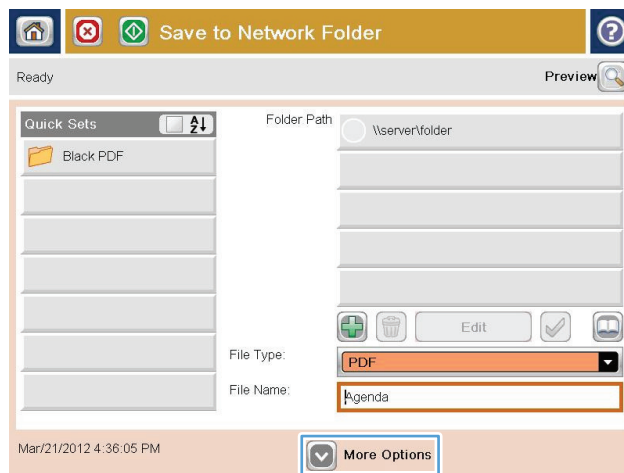 Save to Network Folder
?
Ready
Preview
Quick Sets
A
Z
Folder Path
\\server\folder
Black PDF
Edit
File Type:
PDF
File Name:
Agenda
Mar/21/2012 4:36:05 PM
More Options